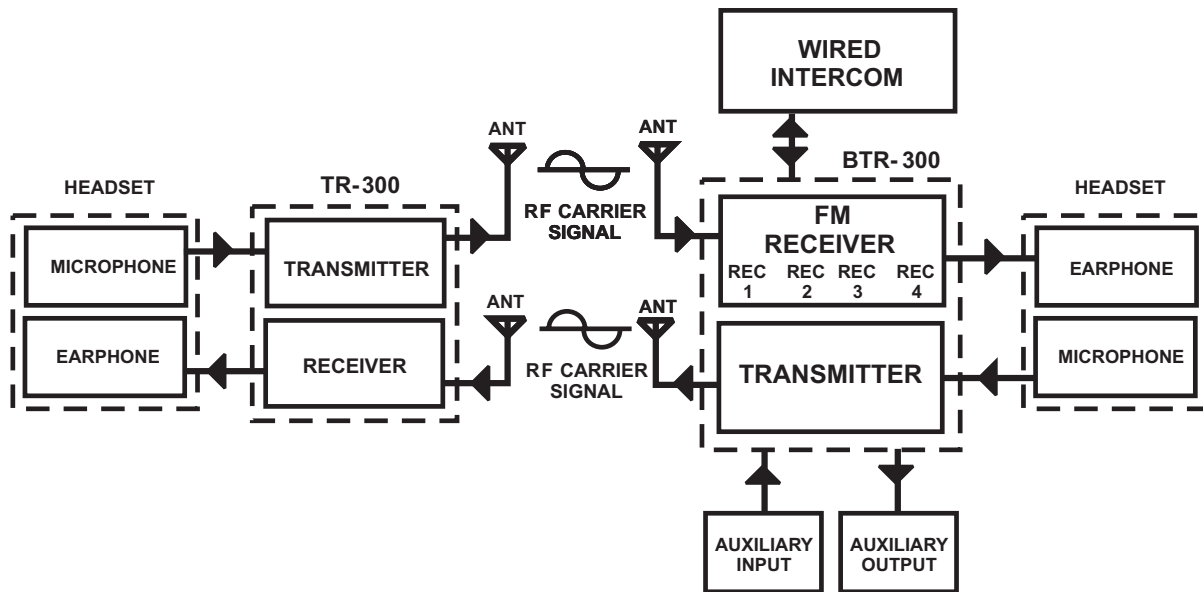 WIRED
INTERCOM
ANT
ANT
BTR-300
TR-300
HEADSET
HEADSET
RF CARRIER
SIGNAL
FM
RECEIVER
REC REC REC REC
1 2 3 4
MICROPHONE
TRANSMITTER
EARPHONE
ANT
ANT
EARPHONE
RECEIVER
RF CARRIER
SIGNAL
TRANSMITTER
MICROPHONE
AUXILIARY
INPUT
AUXILIARY
OUTPUT